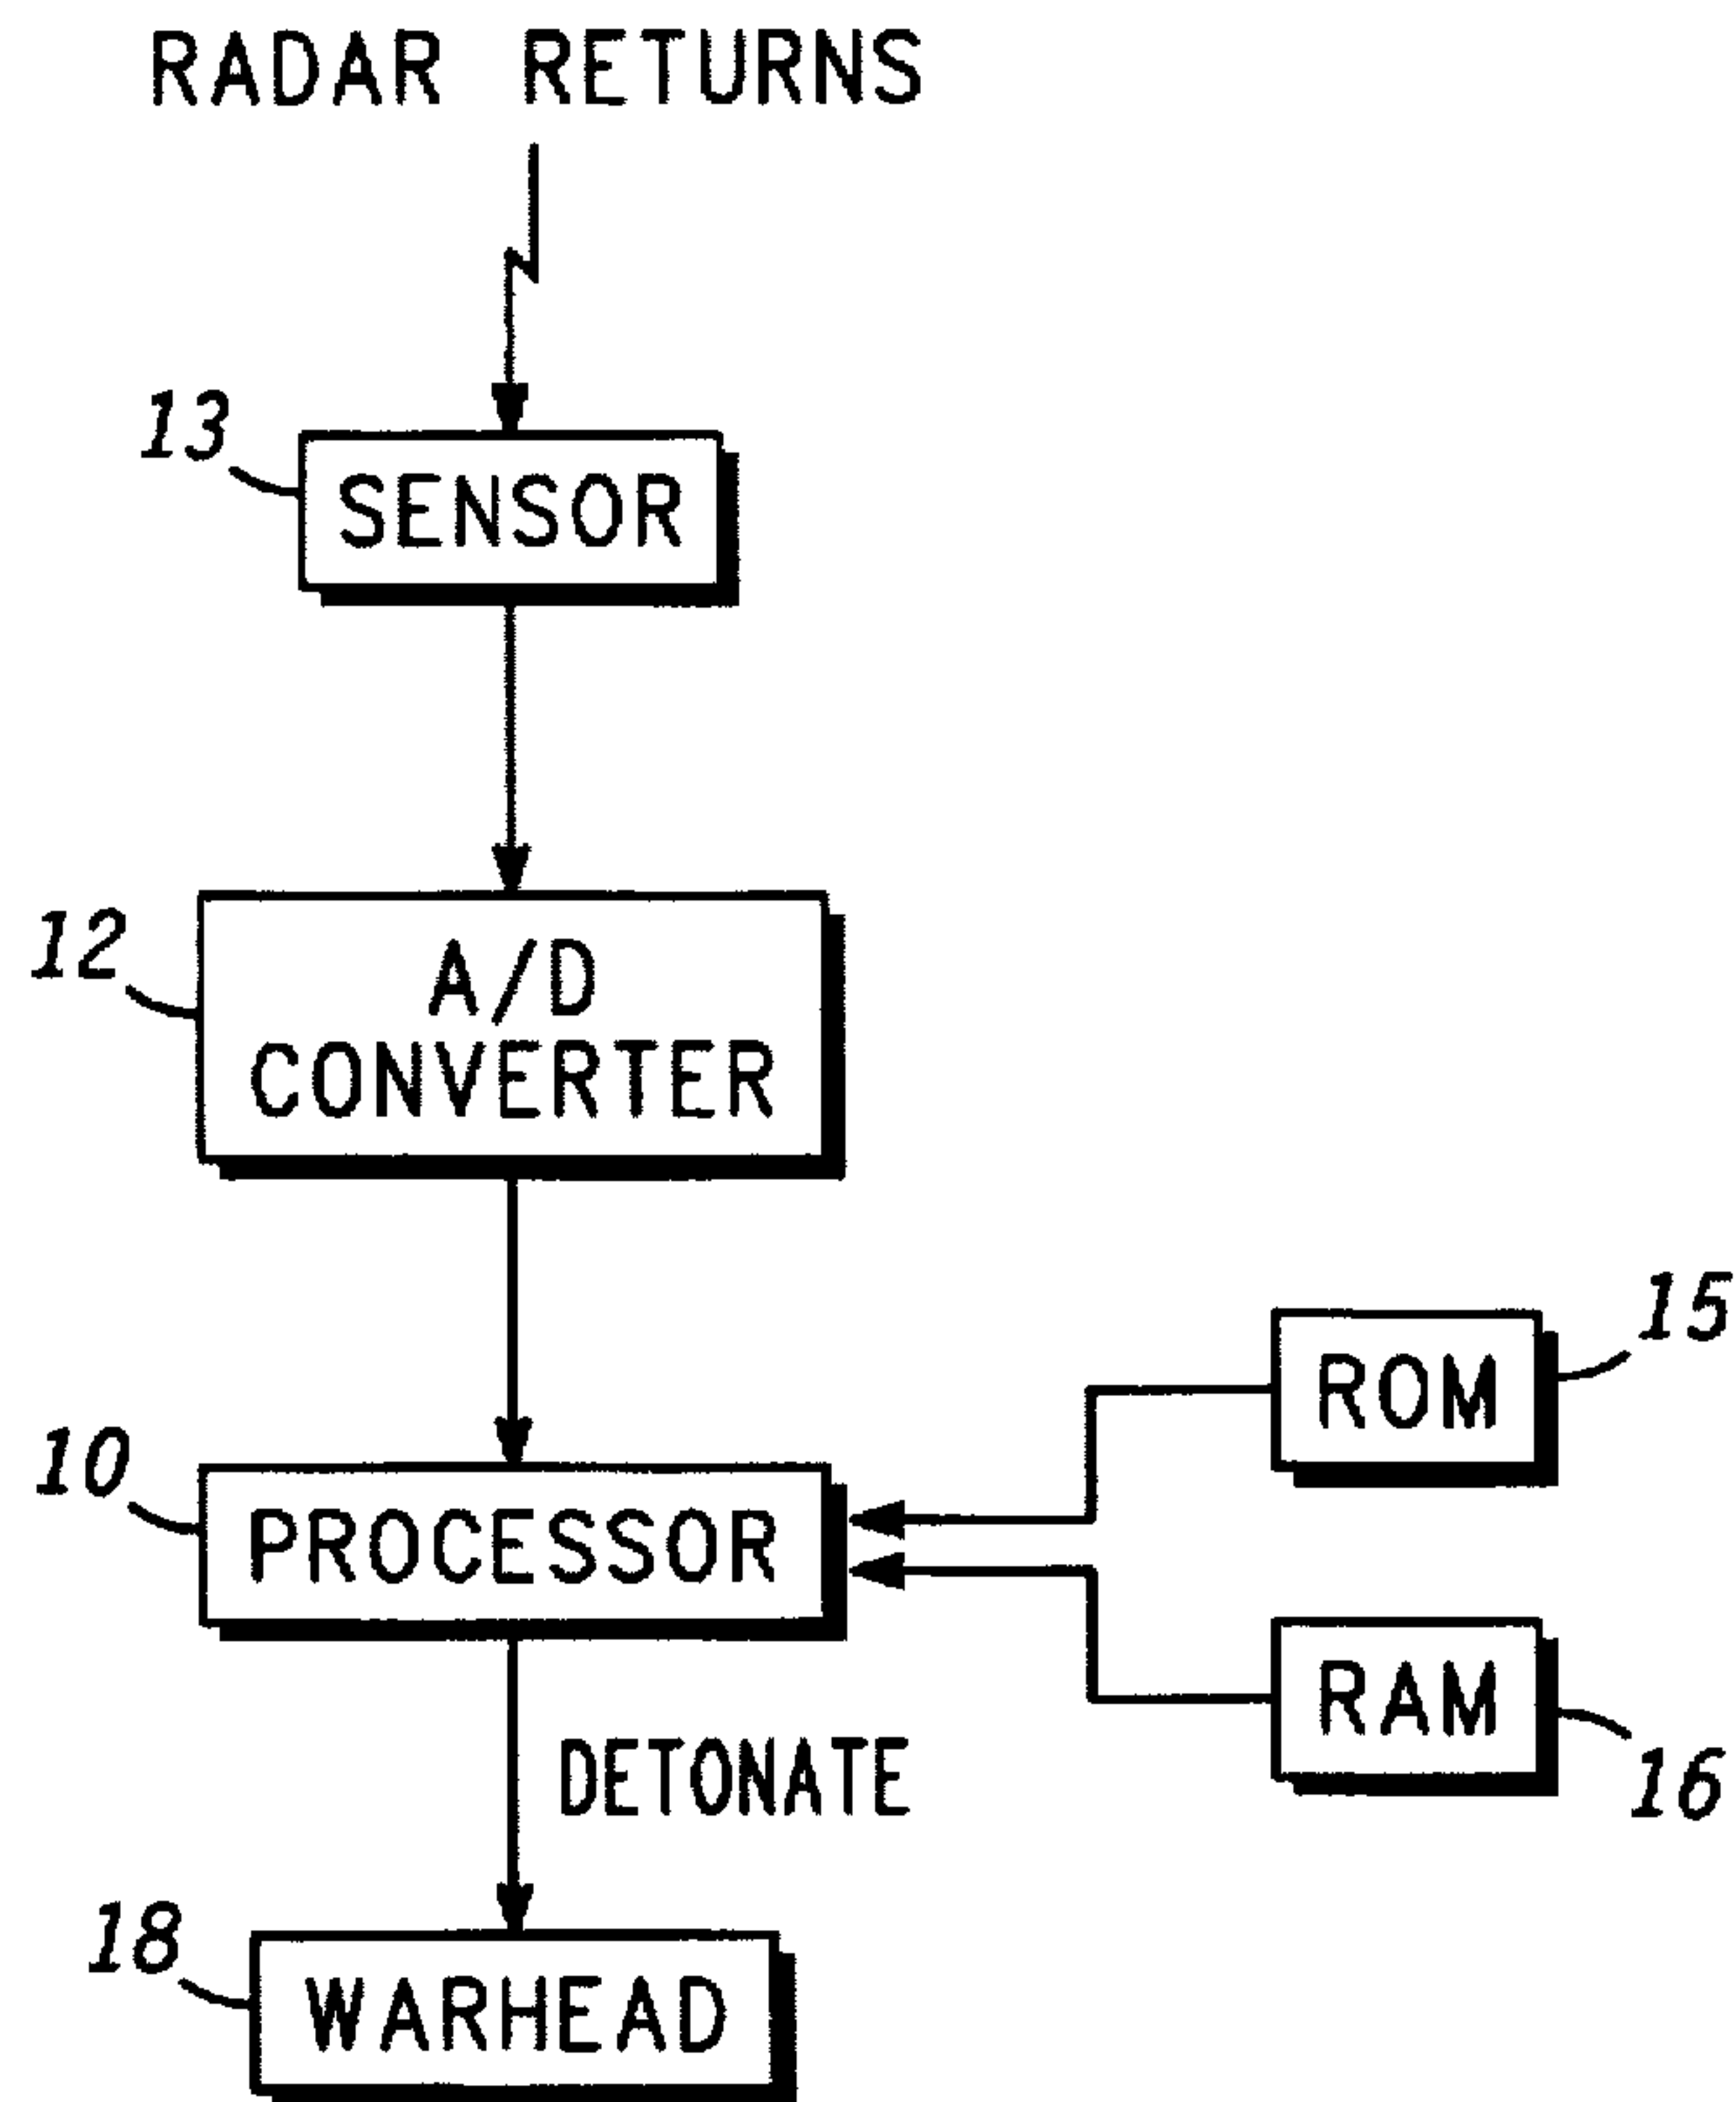 RADAR RETURNS
13
SENSOR
12
A/D
CONVERTER
15
ROM
10
PROCESSOR
RAM
16
DETONATE
18
WARHEAD